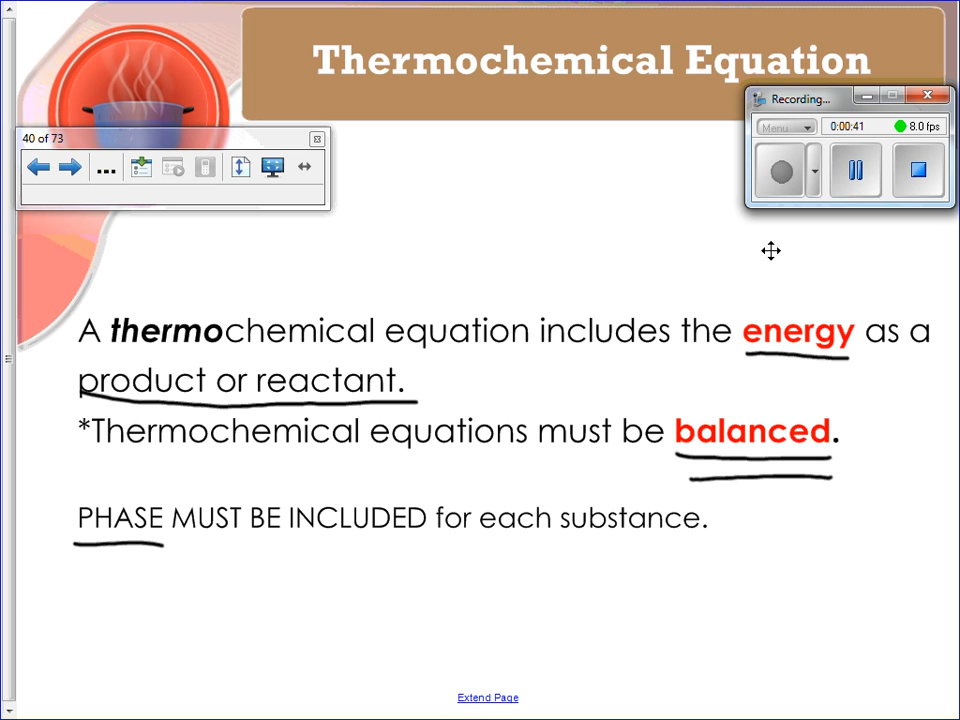 Thermochemical Equation
Recording...
Menu
0:00:41
8.0 fps
40 of 73
...
A thermochemical equation includes the energy as a
product or reactant.
*Thermochemical equations must be balanced.
PHASE MUST BE INCLUDED for each substance.
Extend Page